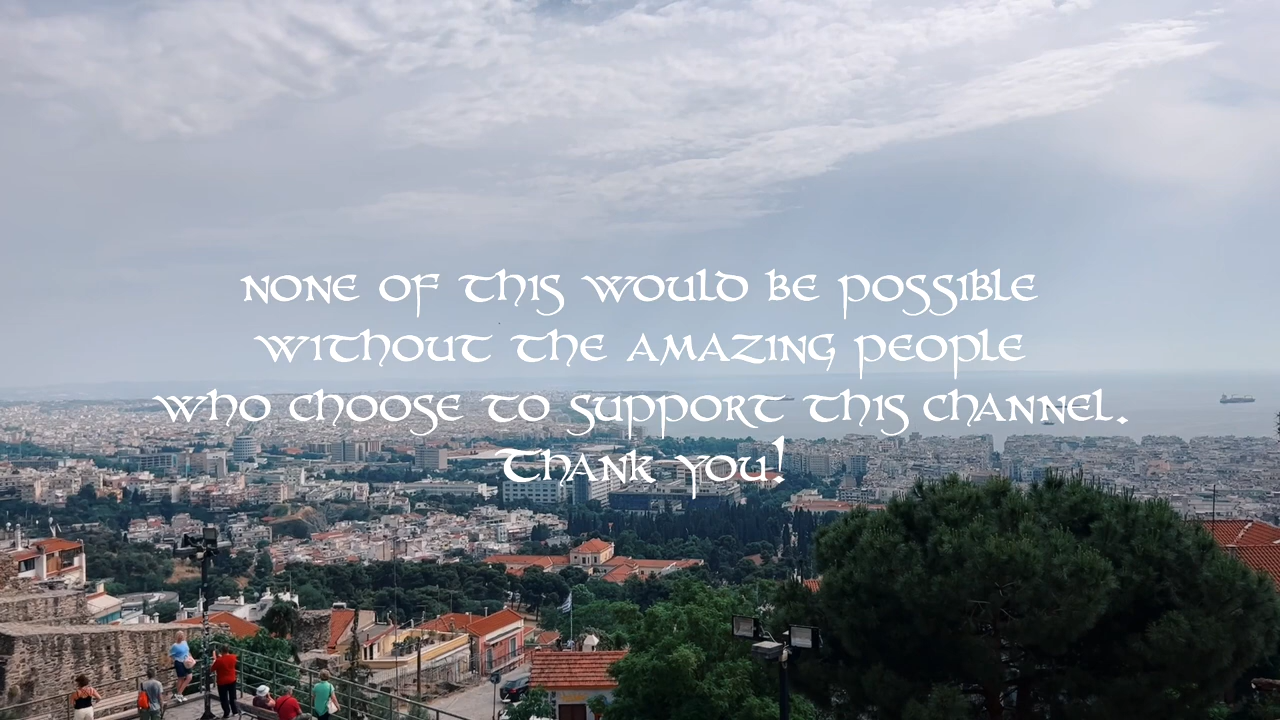 None of this would be possible
without the amazing people
who choose to support this channel.
Thank you!